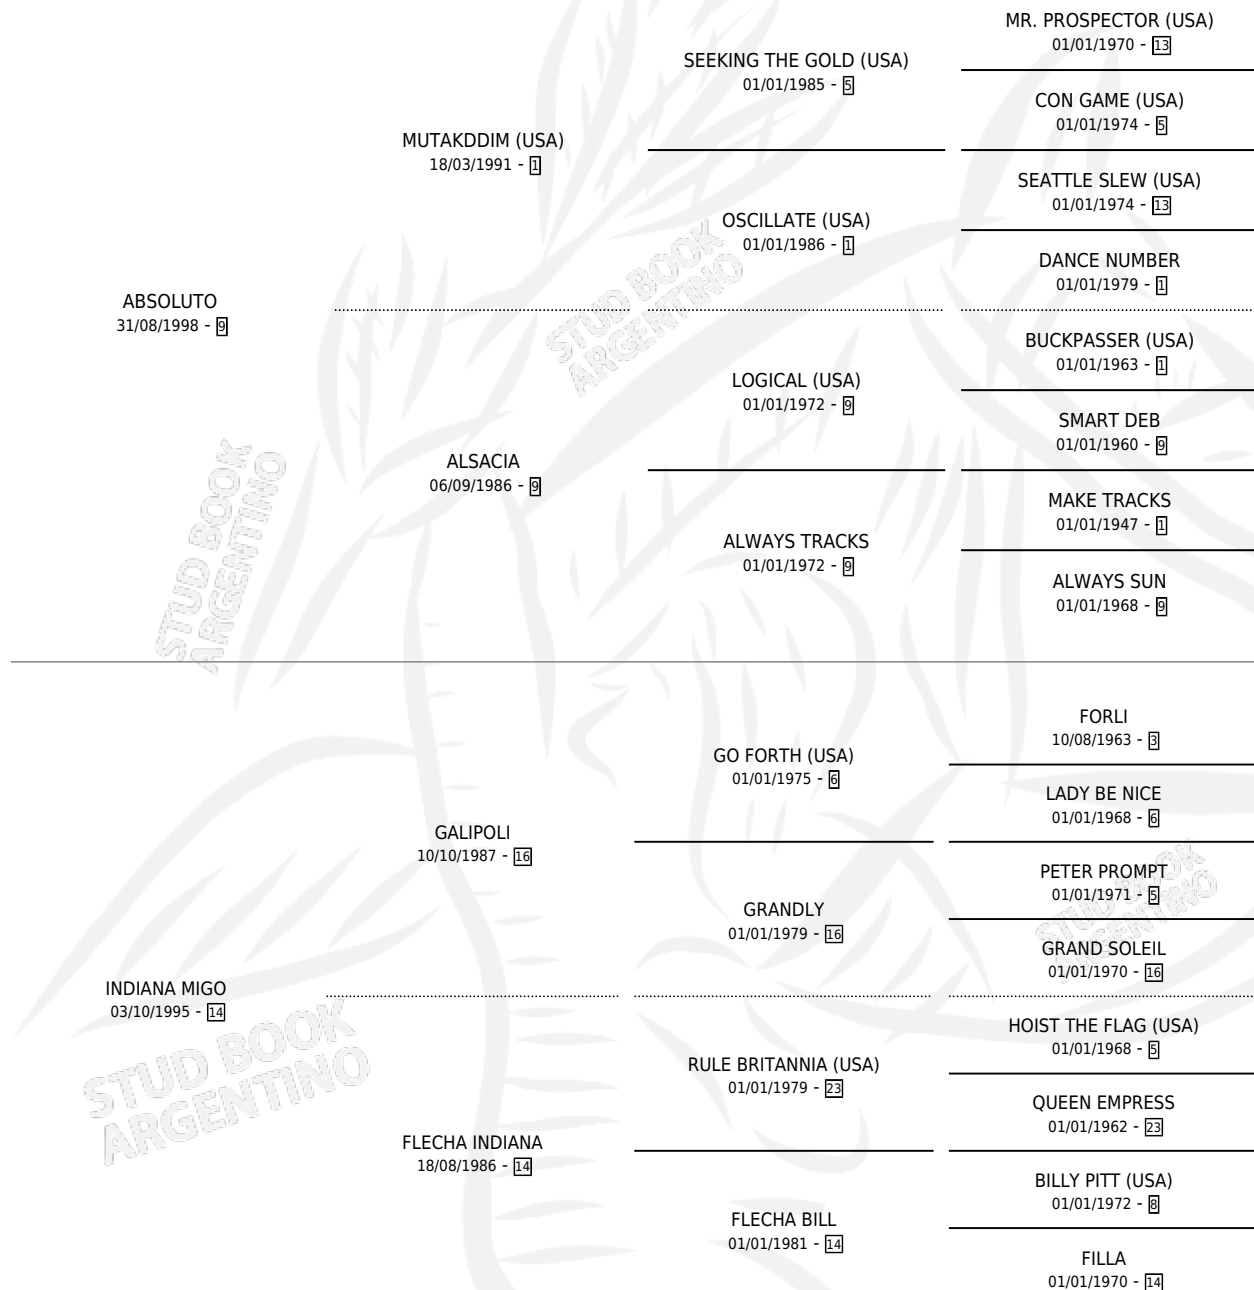 MR. PROSPECTOR (USA)
01/01/1970 - 13
SEEKING THE GOLD (USA)
01/01/1985 - 5
CON GAME (USA)
01/01/1974 - 5
MUTAKDDIM (USA)
18/03/1991 - 1
SEATTLE SLEW (USA)
01/01/1974 - 13
OSCILLATE (USA)
01/01/1986 - 1
DANCE NUMBER
01/01/1979 - 1
ABSOLUTO
31/08/1998 - 9
STUD BOOK
ARGENTINO
BUCKPASSER (USA)
01/01/1963 - 1
LOGICAL (USA)
01/01/1972 - 9
SMART DEB
01/01/1960 - 9
ALSACIA
06/09/1986 - 9
MAKE TRACKS
01/01/1947 - 1
ALWAYS TRACKS
01/01/1972 - 9
ALWAYS SUN
01/01/1968 - 9
STUD BOOK
ARGENTINO
FORLI
10/08/1963 - 3
GO FORTH (USA)
01/01/1975 - 6
LADY BE NICE
01/01/1968 - 6
GALIPOLI
10/10/1987 - 16
PETER PROMPT
01/01/1971 - 5
GRANDLY
01/01/1979 - 16
STUD BOOK
ARGENTINO
GRAND SOLEIL
01/01/1970 - 16
INDIANA MIGO
03/10/1995 - 14
HOIST THE FLAG (USA)
01/01/1968 - 5
RULE BRITANNIA (USA)
01/01/1979 - 23
STUD BOOK
ARGENTINO
QUEEN EMPRESS
01/01/1962 - 23
FLECHA INDIANA
18/08/1986 - 14
BILLY PITT (USA)
01/01/1972 - 8
FLECHA BILL
01/01/1981 - 14
FILLA
01/01/1970 - 14